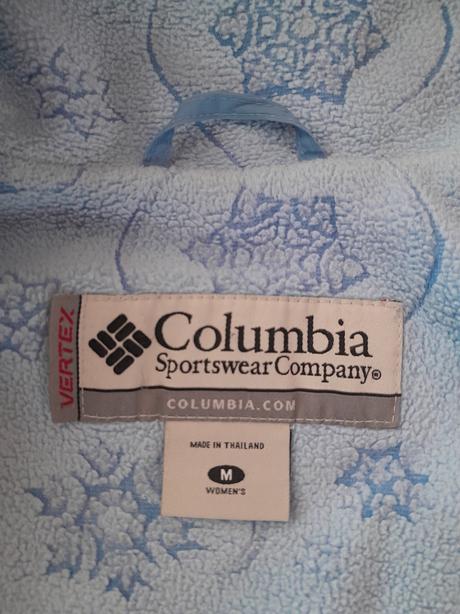 VERTEX
Columbia
Sportswear Company®
COLUMBIA.COM
MADE IN THAILAND
M
WOMEN'S